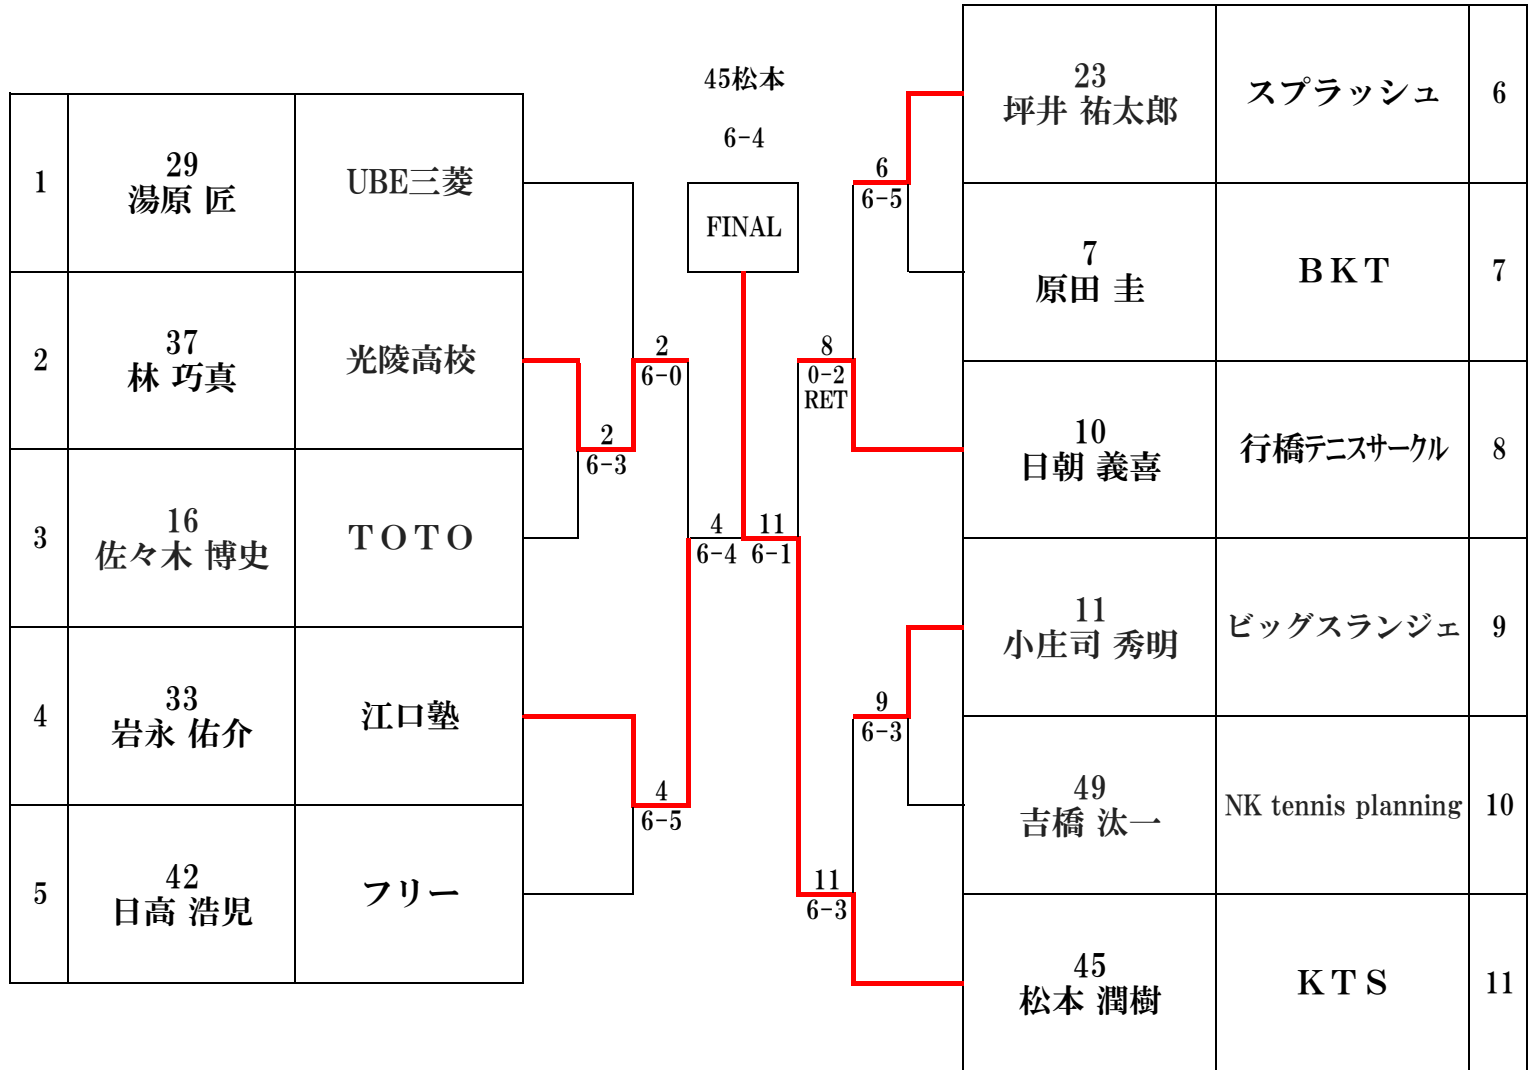 1
29
湯原 匠
UBE三菱
2
37
林 巧真
光陵高校
3
16
佐々木 博史
ＴＯＴＯ
4
33
岩永 佑介
江口塾
5
42
日高 浩児
フリー
2
6-3
2
6-0
4
6-5
4
6-4
45松本
6-4
FINAL
11
6-1
8
0-2
RET
11
6-3
6
6-5
9
6-3
23
坪井 祐太郎
スプラッシュ
6
7
原田 圭
ＢＫＴ
7
10
日朝 義喜
行橋テニスサークル
8
11
小庄司 秀明
ビッグスランジェ
9
49
吉橋 汰一
NK tennis planning
10
45
松本 潤樹
ＫＴＳ
11